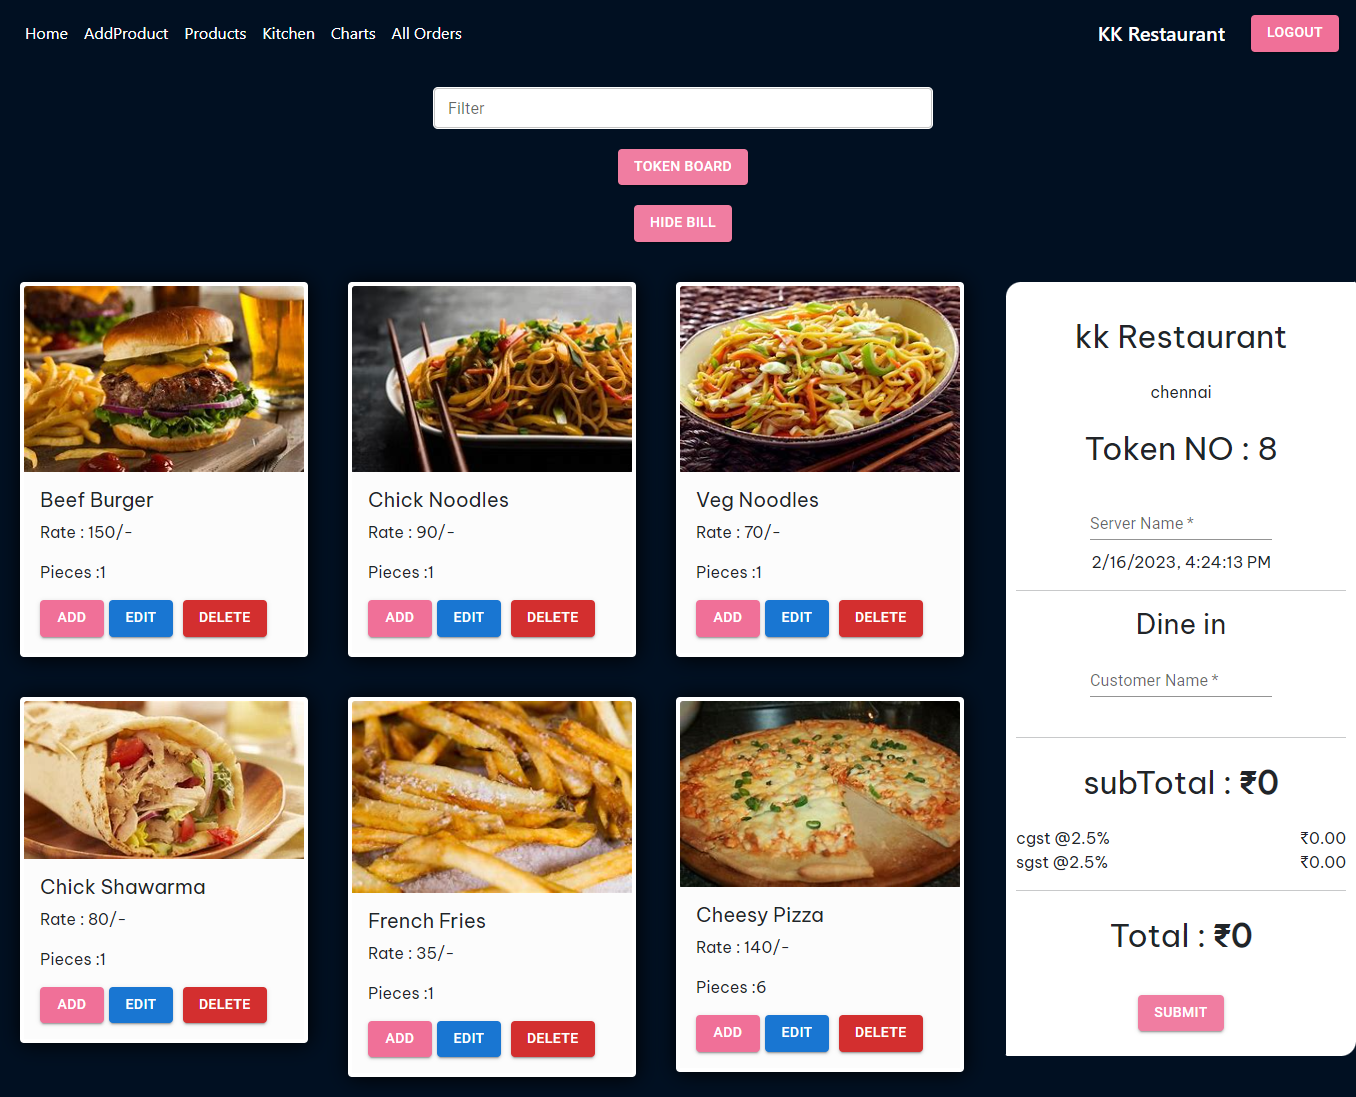 Home AddProduct Products Kitchen Charts All Orders KK Restaurant LOGOUT
Filter
TOKEN BOARD
HIDE BILL
Beef Burger
Rate : 150/-
Pieces :1
ADD EDIT DELETE
Chick Noodles
Rate : 90/-
Pieces :1
ADD EDIT DELETE
Veg Noodles
Rate : 70/-
Pieces :1
ADD EDIT DELETE
Chick Shawarma
Rate : 80/-
Pieces :1
ADD EDIT DELETE
French Fries
Rate : 35/-
Pieces :1
ADD EDIT DELETE
Cheesy Pizza
Rate : 140/-
Pieces :6
ADD EDIT DELETE
kk Restaurant
chennai
Token NO : 8
Server Name *
2/16/2023, 4:24:13 PM
Dine in
Customer Name *
subTotal : ₹0
cgst @2.5% ₹0.00
sgst @2.5% ₹0.00
Total : ₹0
SUBMIT